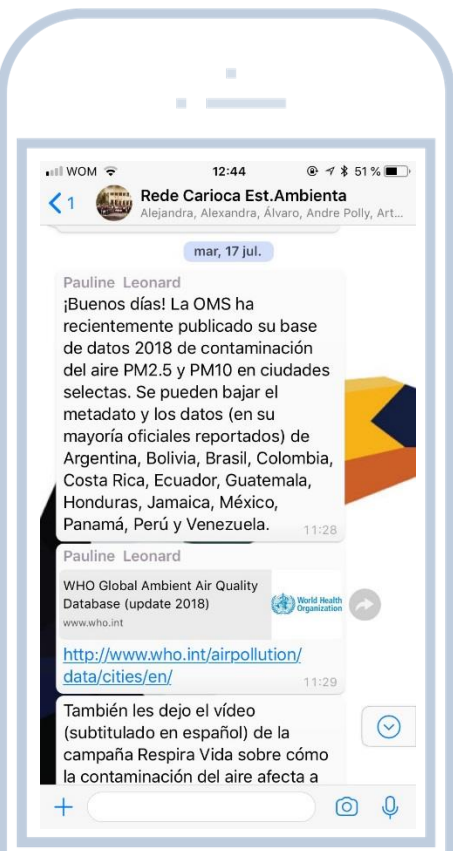 WOM 12:44 51 %
1 Rede Carioca Est.Ambienta
Alejandra, Alexandra, Álvaro, Andre Polly, Art...
mar, 17 jul.
Pauline Leonard
¡Buenos días! La OMS ha
recientemente publicado su base
de datos 2018 de contaminación
del aire PM2.5 y PM10 en ciudades
selectas. Se pueden bajar el
metadato y los datos (en su
mayoría oficiales reportados) de
Argentina, Bolivia, Brasil, Colombia,
Costa Rica, Ecuador, Guatemala,
Honduras, Jamaica, México,
Panamá, Perú y Venezuela. 11:28
Pauline Leonard
WHO Global Ambient Air Quality
Database (update 2018)
www.who.int
World Health
Organization
http://www.who.int/airpollution/
data/cities/en/ 11:29
También les dejo el vídeo
(subtitulado en español) de la
campaña Respira Vida sobre cómo
la contaminación del aire afecta a